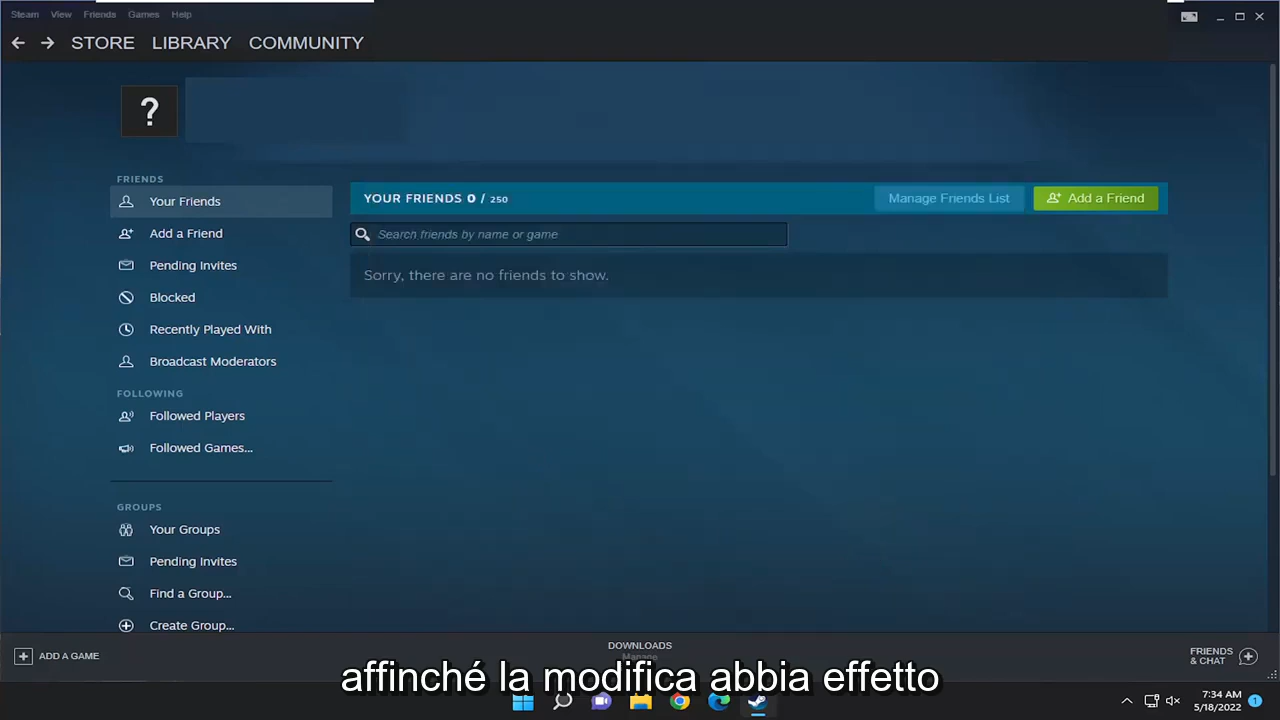 Steam View Friends Games Help
STORE LIBRARY COMMUNITY
?
FRIENDS
Your Friends
Add a Friend
Pending Invites
Blocked
Recently Played With
Broadcast Moderators
FOLLOWING
Followed Players
Followed Games...
GROUPS
Your Groups
Pending Invites
Find a Group...
Create Group...
YOUR FRIENDS 0 / 250
Manage Friends List
Add a Friend
Search friends by name or game
Sorry, there are no friends to show.
ADD A GAME
DOWNLOADS
Manage
FRIENDS
& CHAT
affinché la modifica abbia effetto
7:34 AM
5/18/2022
1